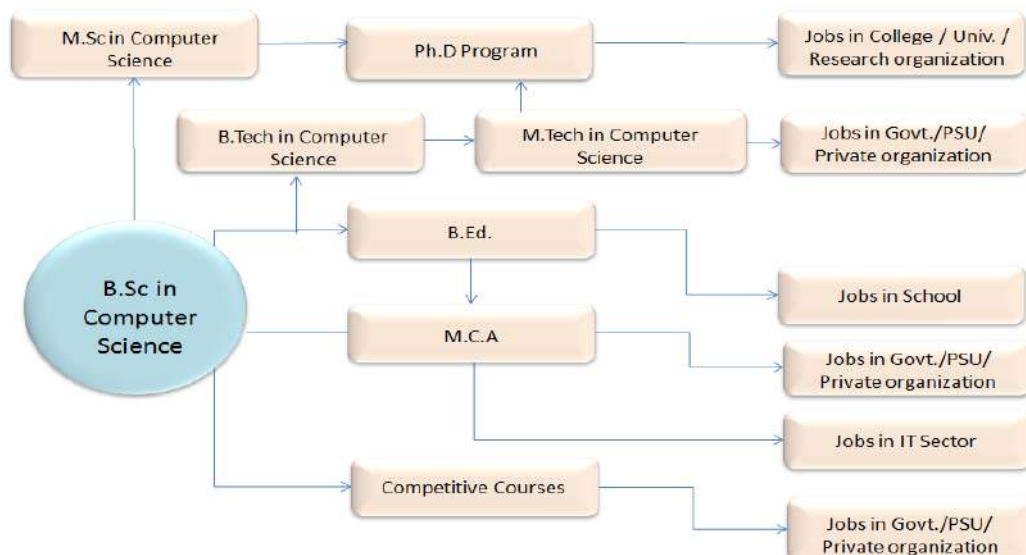 M.Sc in Computer
Science
Ph.D Program
Jobs in College / Univ. /
Research organization
B.Tech in Computer
Science
M.Tech in Computer
Science
Jobs in Govt./PSU/
Private organization
B.Ed.
B.Sc in
Computer
Science
Jobs in School
M.C.A
Jobs in Govt./PSU/
Private organization
Jobs in IT Sector
Competitive Courses
Jobs in Govt./PSU/
Private organization